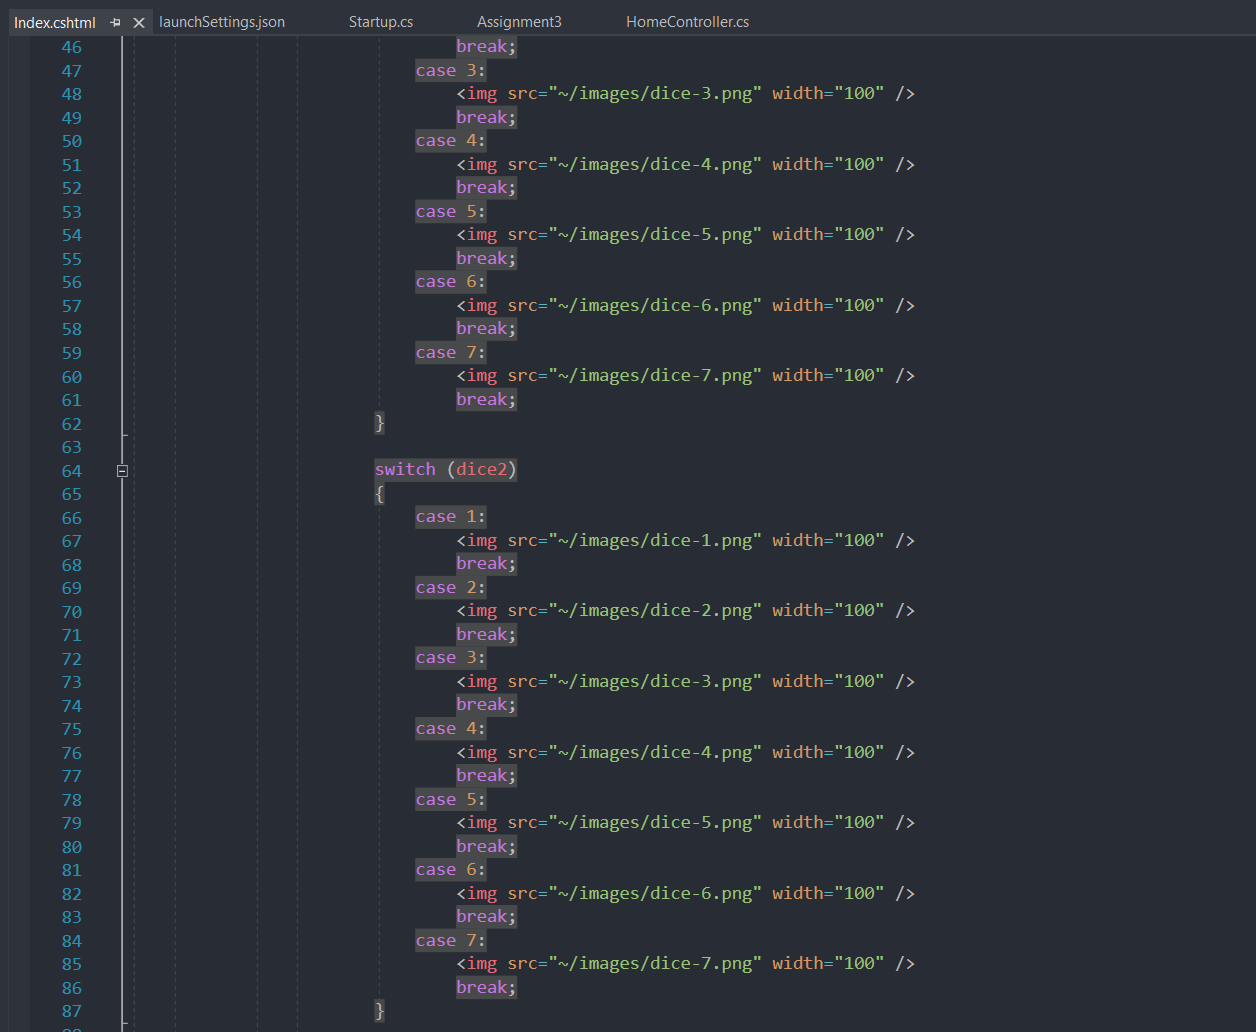 Index.cshtml launchSettings.json Startup.cs Assignment3 HomeController.cs
46 break;
47 case 3:
48 <img src="~/images/dice-3.png" width="100" />
49 break;
50 case 4:
51 <img src="~/images/dice-4.png" width="100" />
52 break;
53 case 5:
54 <img src="~/images/dice-5.png" width="100" />
55 break;
56 case 6:
57 <img src="~/images/dice-6.png" width="100" />
58 break;
59 case 7:
60 <img src="~/images/dice-7.png" width="100" />
61 break;
62 }
63
64 switch (dice2)
65 {
66 case 1:
67 <img src="~/images/dice-1.png" width="100" />
68 break;
69 case 2:
70 <img src="~/images/dice-2.png" width="100" />
71 break;
72 case 3:
73 <img src="~/images/dice-3.png" width="100" />
74 break;
75 case 4:
76 <img src="~/images/dice-4.png" width="100" />
77 break;
78 case 5:
79 <img src="~/images/dice-5.png" width="100" />
80 break;
81 case 6:
82 <img src="~/images/dice-6.png" width="100" />
83 break;
84 case 7:
85 <img src="~/images/dice-7.png" width="100" />
86 break;
87 }